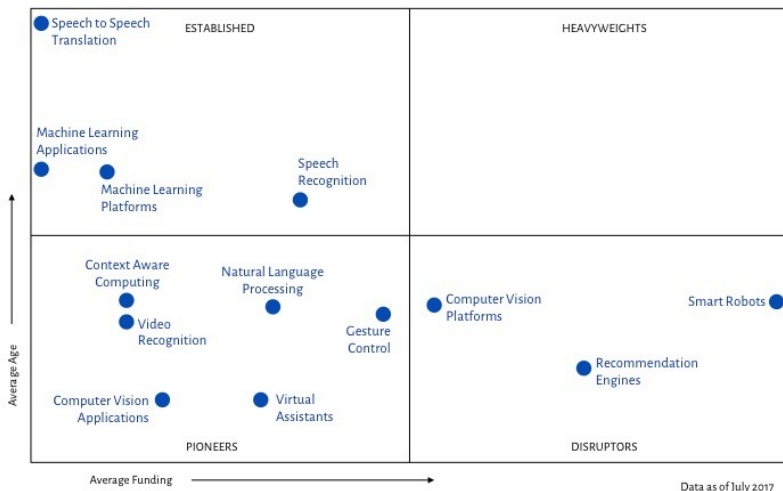 Speech to Speech
Translation
ESTABLISHED
HEAVYWEIGHTS
Machine Learning
Applications
Machine Learning
Platforms
Speech
Recognition
Context Aware
Computing
Video
Recognition
Natural Language
Processing
Gesture
Control
Computer Vision
Platforms
Smart Robots
Recommendation
Engines
Computer Vision
Applications
Virtual
Assistants
PIONEERS
DISRUPTORS
Average Age
Average Funding
Data as of July 2017